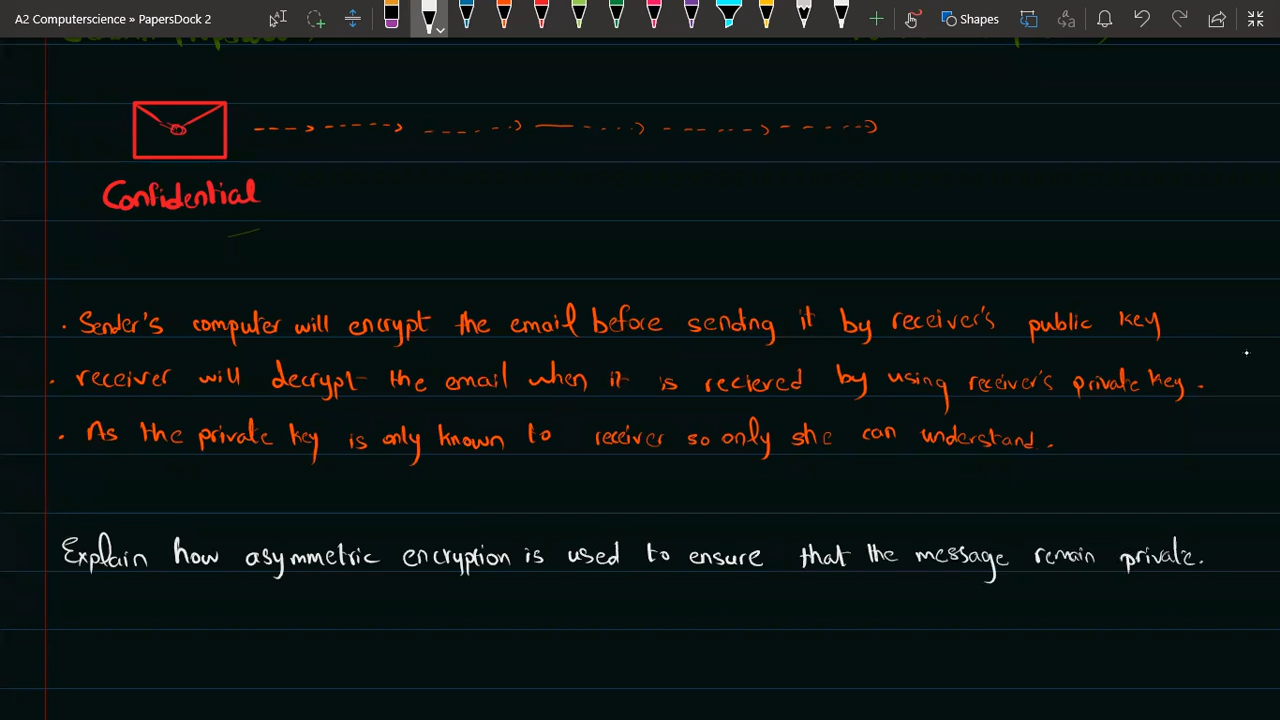 A2 Computerscience » PapersDock 2
Shapes
Confidential
. Sender's computer will encrypt the email before sendng it by receiver's public key
. receiver will decrypt the email when it is recieved by using receiver's private key.
. As the private key is only known to receiver so only she can understand.
Explain how asymmetric encryption is used to ensure that the message remain private.